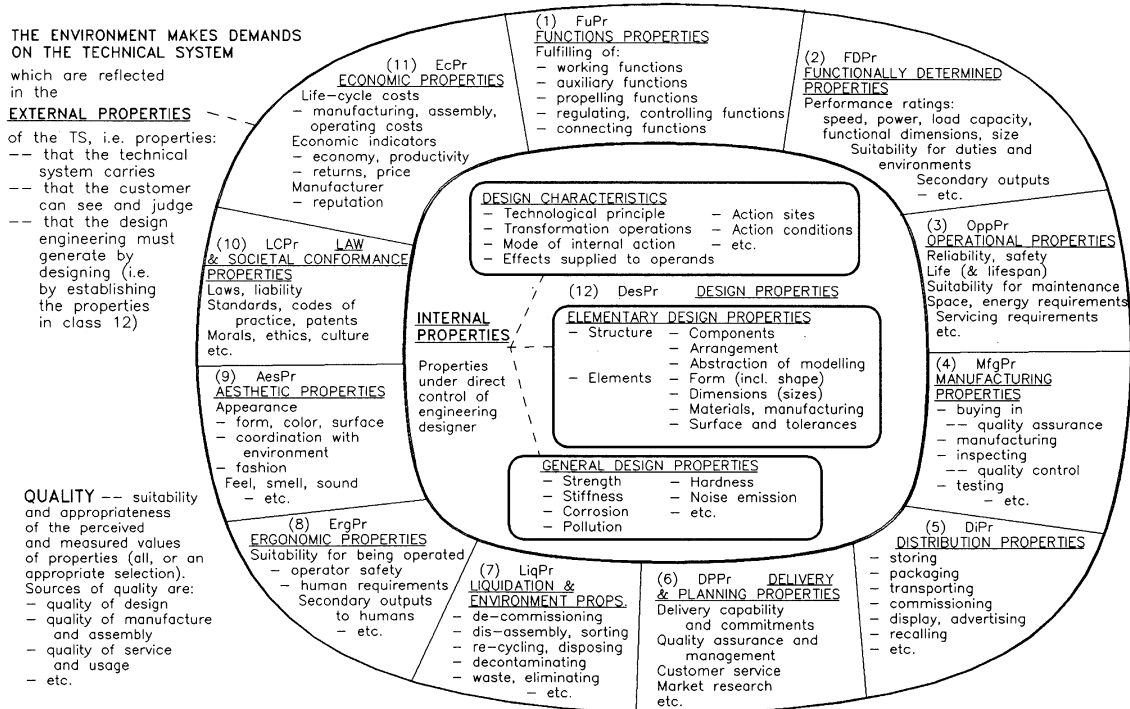 THE ENVIRONMENT MAKES DEMANDS
ON THE TECHNICAL SYSTEM
which are reflected
in the
EXTERNAL PROPERTIES
of the TS, i.e. properties:
-- that the technical
system carries
-- that the customer
can see and judge
-- that the design
engineering must
generate by
designing (i.e.
by establishing
the properties
in class 12)
QUALITY -- suitability
and appropriateness
of the perceived
and measured values
of properties (all, or an
appropriate selection).
Sources of quality are:
- quality of design
- quality of manufacture
and assembly
- quality of service
and usage
- etc.
(1) FuPr
FUNCTIONS PROPERTIES
Fulfilling of:
- working functions
- auxiliary functions
- propelling functions
- regulating, controlling functions
- connecting functions
(2) FDPr
FUNCTIONALLY DETERMINED
PROPERTIES
Performance ratings:
speed, power, load capacity,
functional dimensions, size
Suitability for duties and
environments
Secondary outputs
- etc.
(3) OppPr
OPERATIONAL PROPERTIES
Reliability, safety
Life (& lifespan)
Suitability for maintenance
Space, energy requirements
Servicing requirements
etc.
(4) MfgPr
MANUFACTURING
PROPERTIES
- buying in
-- quality assurance
- manufacturing
- inspecting
-- quality control
- testing
- etc.
(5) DiPr
DISTRIBUTION PROPERTIES
- storing
- packaging
- transporting
- commissioning
- display, advertising
- recalling
- etc.
(6) DPPr DELIVERY
& PLANNING PROPERTIES
Delivery capability
and commitments
Quality assurance and
management
Customer service
Market research
etc.
(7) LiqPr
LIQUIDATION &
ENVIRONMENT PROPS.
- de-commissioning
- dis-assembly, sorting
- re-cycling, disposing
- decontaminating
- waste, eliminating
- etc.
(8) ErgPr
ERGONOMIC PROPERTIES
Suitability for being operated
- operator safety
- human requirements
Secondary outputs
to humans
- etc.
(9) AesPr
AESTHETIC PROPERTIES
Appearance
- form, color, surface
- coordination with
environment
- fashion
Feel, smell, sound
- etc.
(10) LCPr LAW
& SOCIETAL CONFORMANCE
PROPERTIES
Laws, liability
Standards, codes of
practice, patents
Morals, ethics, culture
etc.
(11) EcPr
ECONOMIC PROPERTIES
Life-cycle costs
- manufacturing, assembly,
operating costs
Economic indicators
- economy, productivity
- returns, price
Manufacturer
- reputation
INTERNAL
PROPERTIES
Properties
under direct
control of
engineering
designer
DESIGN CHARACTERISTICS
- Technological principle
- Transformation operations
- Mode of internal action
- Effects supplied to operands
- Action sites
- Action conditions
- etc.
(12) DesPr DESIGN PROPERTIES
ELEMENTARY DESIGN PROPERTIES
- Structure - Components
- Arrangement
- Abstraction of modelling
- Elements - Form (incl. shape)
- Dimensions (sizes)
- Materials, manufacturing
- Surface and tolerances
GENERAL DESIGN PROPERTIES
- Strength
- Stiffness
- Corrosion
- Pollution
- Hardness
- Noise emission
- etc.